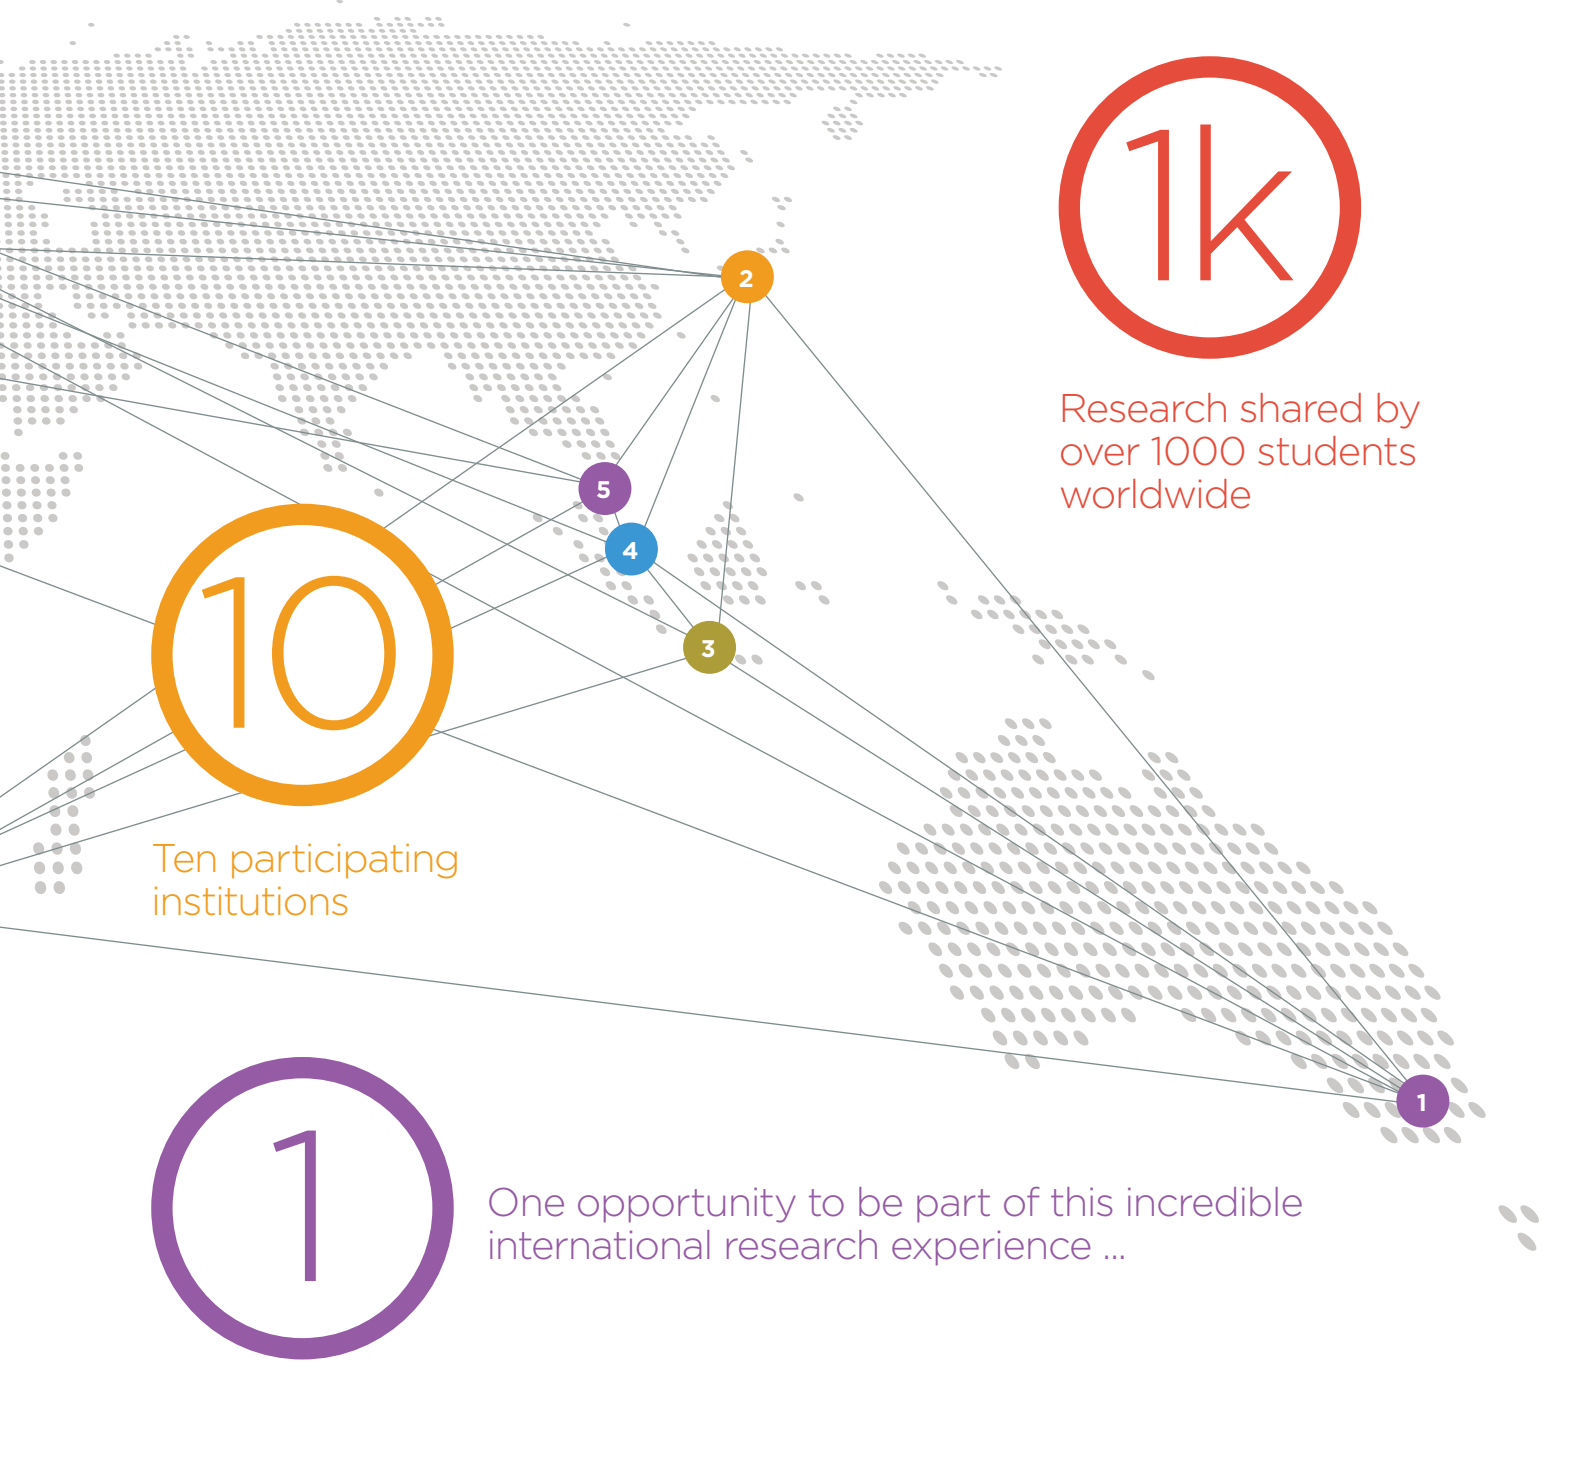 1k
Research shared by
over 1000 students
worldwide
2
5
4
3
10
Ten participating
institutions
1
1
One opportunity to be part of this incredible
international research experience ...